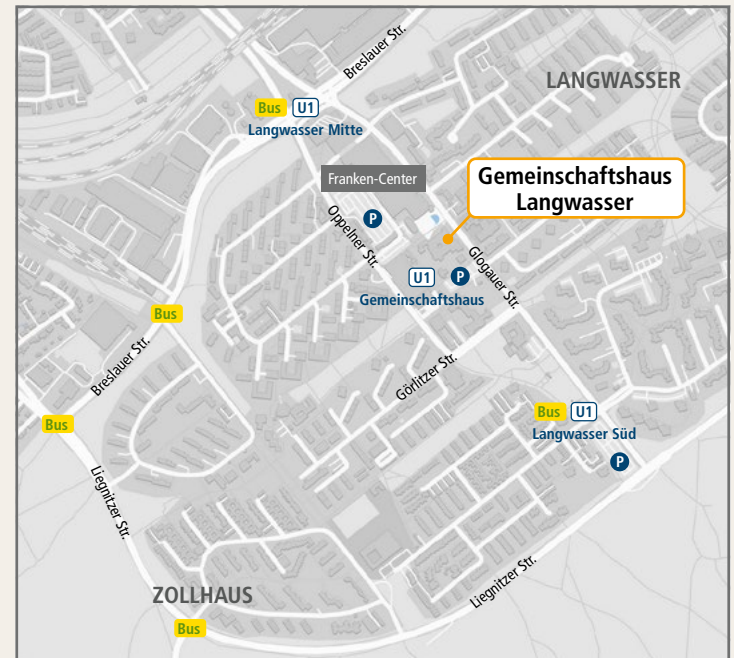 Breslauer Str.
LANGWASSER
Bus U1
Langwasser Mitte
Franken-Center
Gemeinschaftshaus
Langwasser
P
Oppelner Str.
Glogauer Str.
U1 P
Gemeinschaftshaus
Bus
Breslauer Str.
Görlitzer Str.
Bus
Bus U1
Langwasser Süd
P
Liegnitzer Str.
Liegnitzer Str.
ZOLLHAUS
Bus